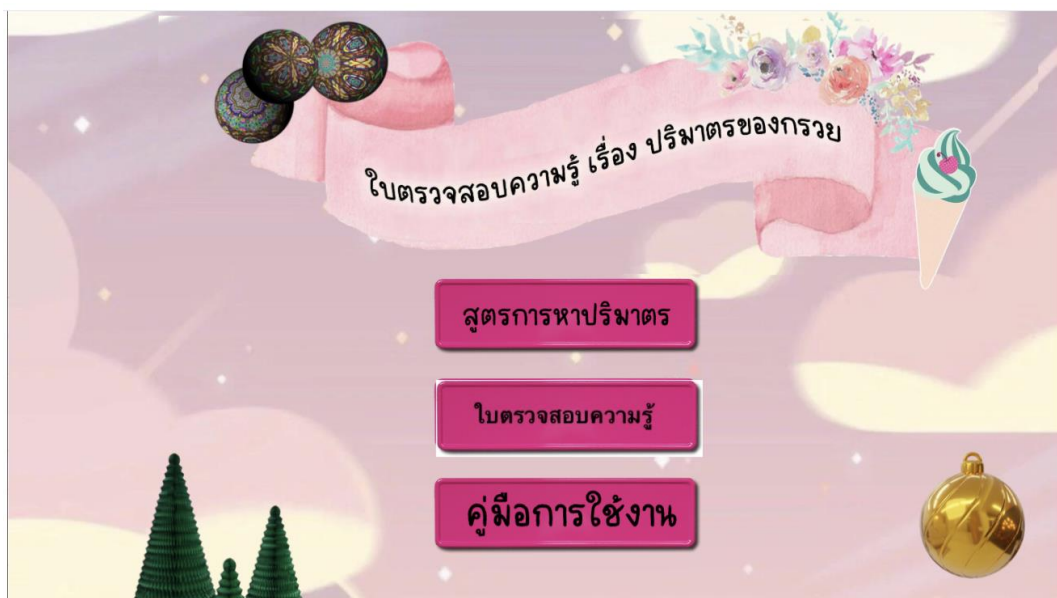 ใบตรวจสอบความรู้ เรื่อง ปริมาตรของกรวย
สูตรการหาปริมาตร
ใบตรวจสอบความรู้
คู่มือการใช้งาน